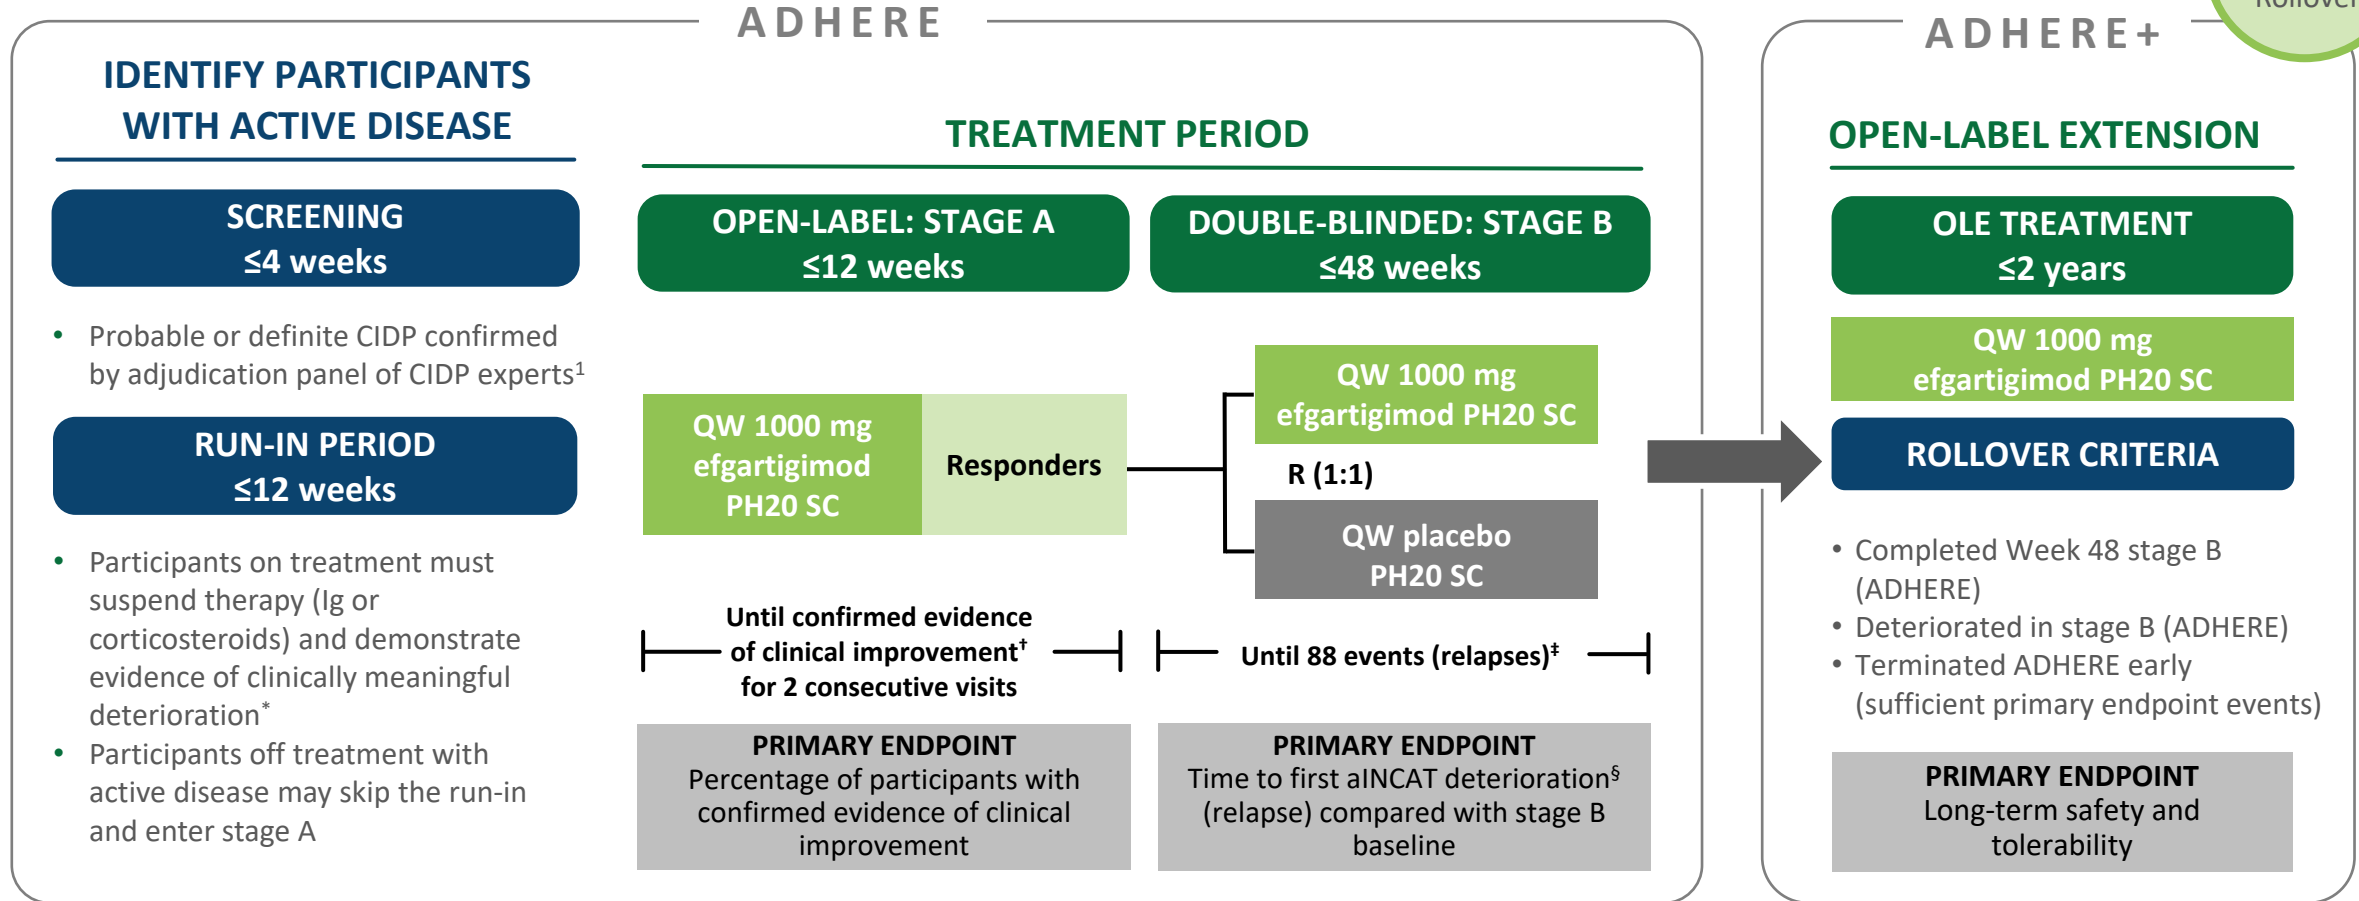 ADHERE
IDENTIFY PARTICIPANTS
WITH ACTIVE DISEASE
SCREENING
≤4 weeks
• Probable or definite CIDP confirmed
by adjudication panel of CIDP experts¹
RUN-IN PERIOD
≤12 weeks
• Participants on treatment must
suspend therapy (Ig or
corticosteroids) and demonstrate
evidence of clinically meaningful
deterioration*
• Participants off treatment with
active disease may skip the run-in
and enter stage A
TREATMENT PERIOD
OPEN-LABEL: STAGE A
≤12 weeks
QW 1000 mg
efgartigimod
PH20 SC
Responders
Until confirmed evidence
of clinical improvement†
for 2 consecutive visits
PRIMARY ENDPOINT
Percentage of participants with
confirmed evidence of clinical
improvement
DOUBLE-BLINDED: STAGE B
≤48 weeks
QW 1000 mg
efgartigimod PH20 SC
R (1:1)
QW placebo
PH20 SC
Until 88 events (relapses)‡
PRIMARY ENDPOINT
Time to first aINCAT deterioration§
(relapse) compared with stage B
baseline
ADHERE+
Rollover
OPEN-LABEL EXTENSION
OLE TREATMENT
≤2 years
QW 1000 mg
efgartigimod PH20 SC
ROLLOVER CRITERIA
• Completed Week 48 stage B
(ADHERE)
• Deteriorated in stage B (ADHERE)
• Terminated ADHERE early
(sufficient primary endpoint events)
PRIMARY ENDPOINT
Long-term safety and
tolerability